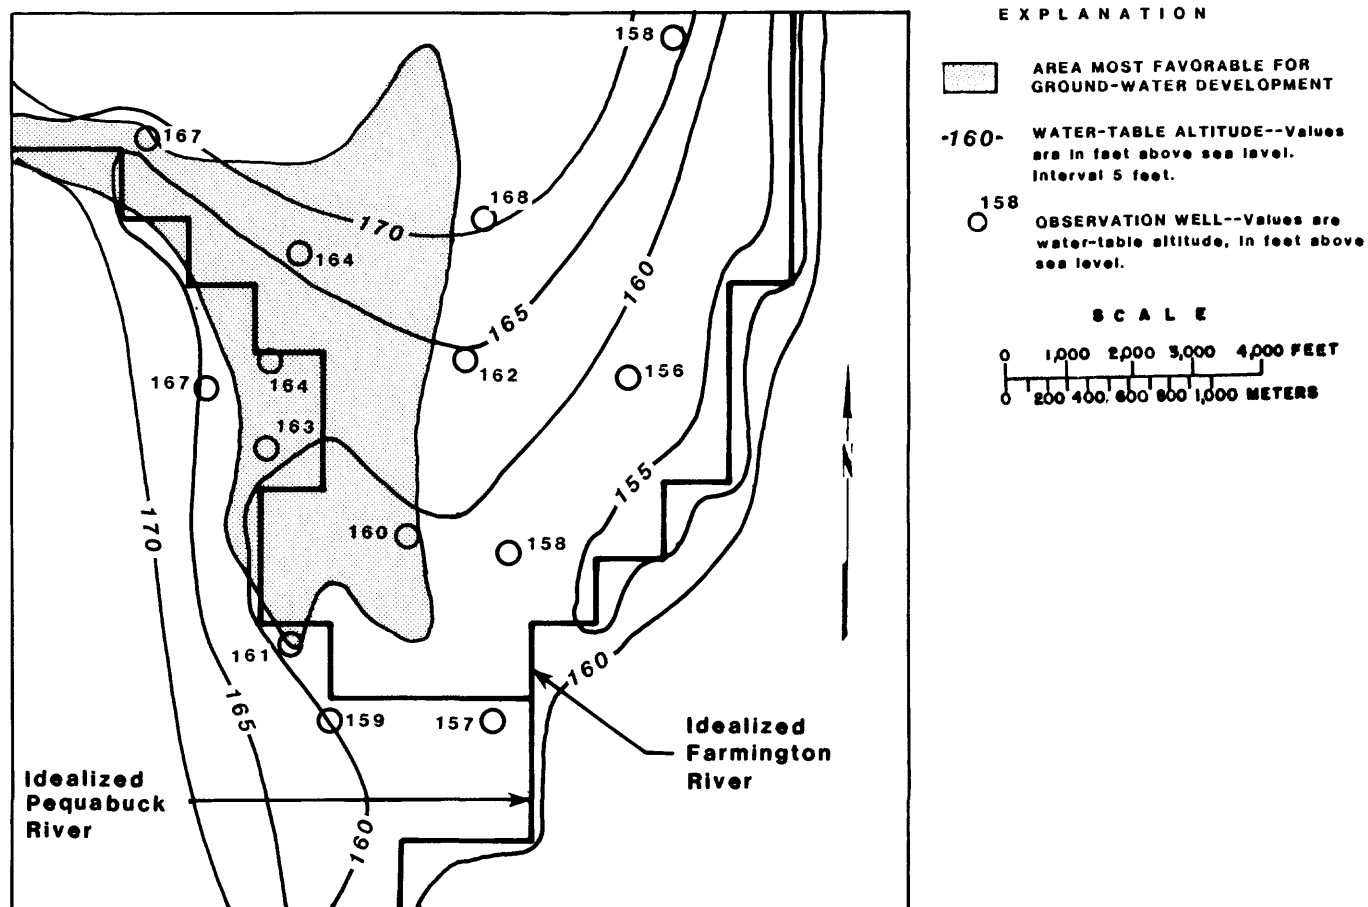 158
167
168
170
164
160
165
162
156
164
167
163
155
170
160
158
161
160
165
159
157
160
Idealized
Farmington
River
Idealized
Pequabuck
River
EXPLANATION
AREA MOST FAVORABLE FOR
GROUND-WATER DEVELOPMENT
-160-
WATER-TABLE ALTITUDE--Values
are in feet above sea level.
Interval 5 feet.
158
OBSERVATION WELL--Values are
water-table altitude, in feet above
sea level.
SCALE
0 1,000 2,000 3,000 4,000 FEET
0 200 400 600 800 1,000 METERS
N